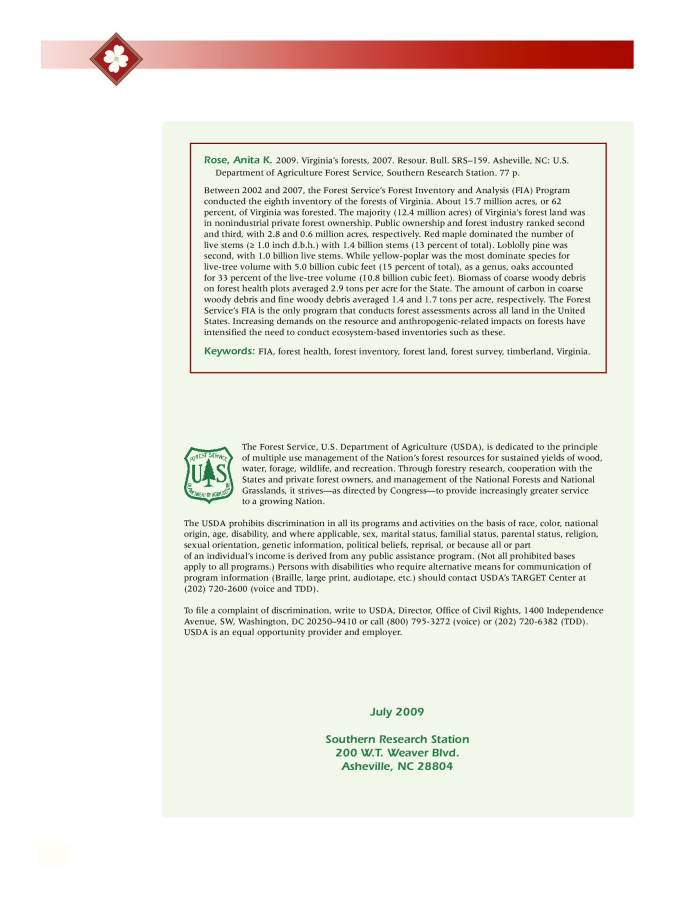 Rose, Anita K. 2009. Virginia's forests, 2007. Resour. Bull. SRS–159. Asheville, NC: U.S.
Department of Agriculture Forest Service, Southern Research Station. 77 p.
Between 2002 and 2007, the Forest Service's Forest Inventory and Analysis (FIA) Program
conducted the eighth inventory of the forests of Virginia. About 15.7 million acres, or 62
percent, of Virginia was forested. The majority (12.4 million acres) of Virginia's forest land was
in nonindustrial private forest ownership. Public ownership and forest industry ranked second
and third, with 2.8 and 0.6 million acres, respectively. Red maple dominated the number of
live stems (≥ 1.0 inch d.b.h.) with 1.4 billion stems (13 percent of total). Loblolly pine was
second, with 1.0 billion live stems. While yellow-poplar was the most dominate species for
live-tree volume with 5.0 billion cubic feet (15 percent of total), as a genus, oaks accounted
for 33 percent of the live-tree volume (10.8 billion cubic feet). Biomass of coarse woody debris
on forest health plots averaged 2.9 tons per acre for the State. The amount of carbon in coarse
woody debris and fine woody debris averaged 1.4 and 1.7 tons per acre, respectively. The Forest
Service's FIA is the only program that conducts forest assessments across all land in the United
States. Increasing demands on the resource and anthropogenic-related impacts on forests have
intensified the need to conduct ecosystem-based inventories such as these.
Keywords: FIA, forest health, forest inventory, forest land, forest survey, timberland, Virginia.
FOREST SERVICE
US
DEPARTMENT OF AGRICULTURE
The Forest Service, U.S. Department of Agriculture (USDA), is dedicated to the principle
of multiple use management of the Nation's forest resources for sustained yields of wood,
water, forage, wildlife, and recreation. Through forestry research, cooperation with the
States and private forest owners, and management of the National Forests and National
Grasslands, it strives—as directed by Congress—to provide increasingly greater service
to a growing Nation.
The USDA prohibits discrimination in all its programs and activities on the basis of race, color, national
origin, age, disability, and where applicable, sex, marital status, familial status, parental status, religion,
sexual orientation, genetic information, political beliefs, reprisal, or because all or part
of an individual's income is derived from any public assistance program. (Not all prohibited bases
apply to all programs.) Persons with disabilities who require alternative means for communication of
program information (Braille, large print, audiotape, etc.) should contact USDA's TARGET Center at
(202) 720-2600 (voice and TDD).
To file a complaint of discrimination, write to USDA, Director, Office of Civil Rights, 1400 Independence
Avenue, SW, Washington, DC 20250–9410 or call (800) 795-3272 (voice) or (202) 720-6382 (TDD).
USDA is an equal opportunity provider and employer.
July 2009
Southern Research Station
200 W.T. Weaver Blvd.
Asheville, NC 28804